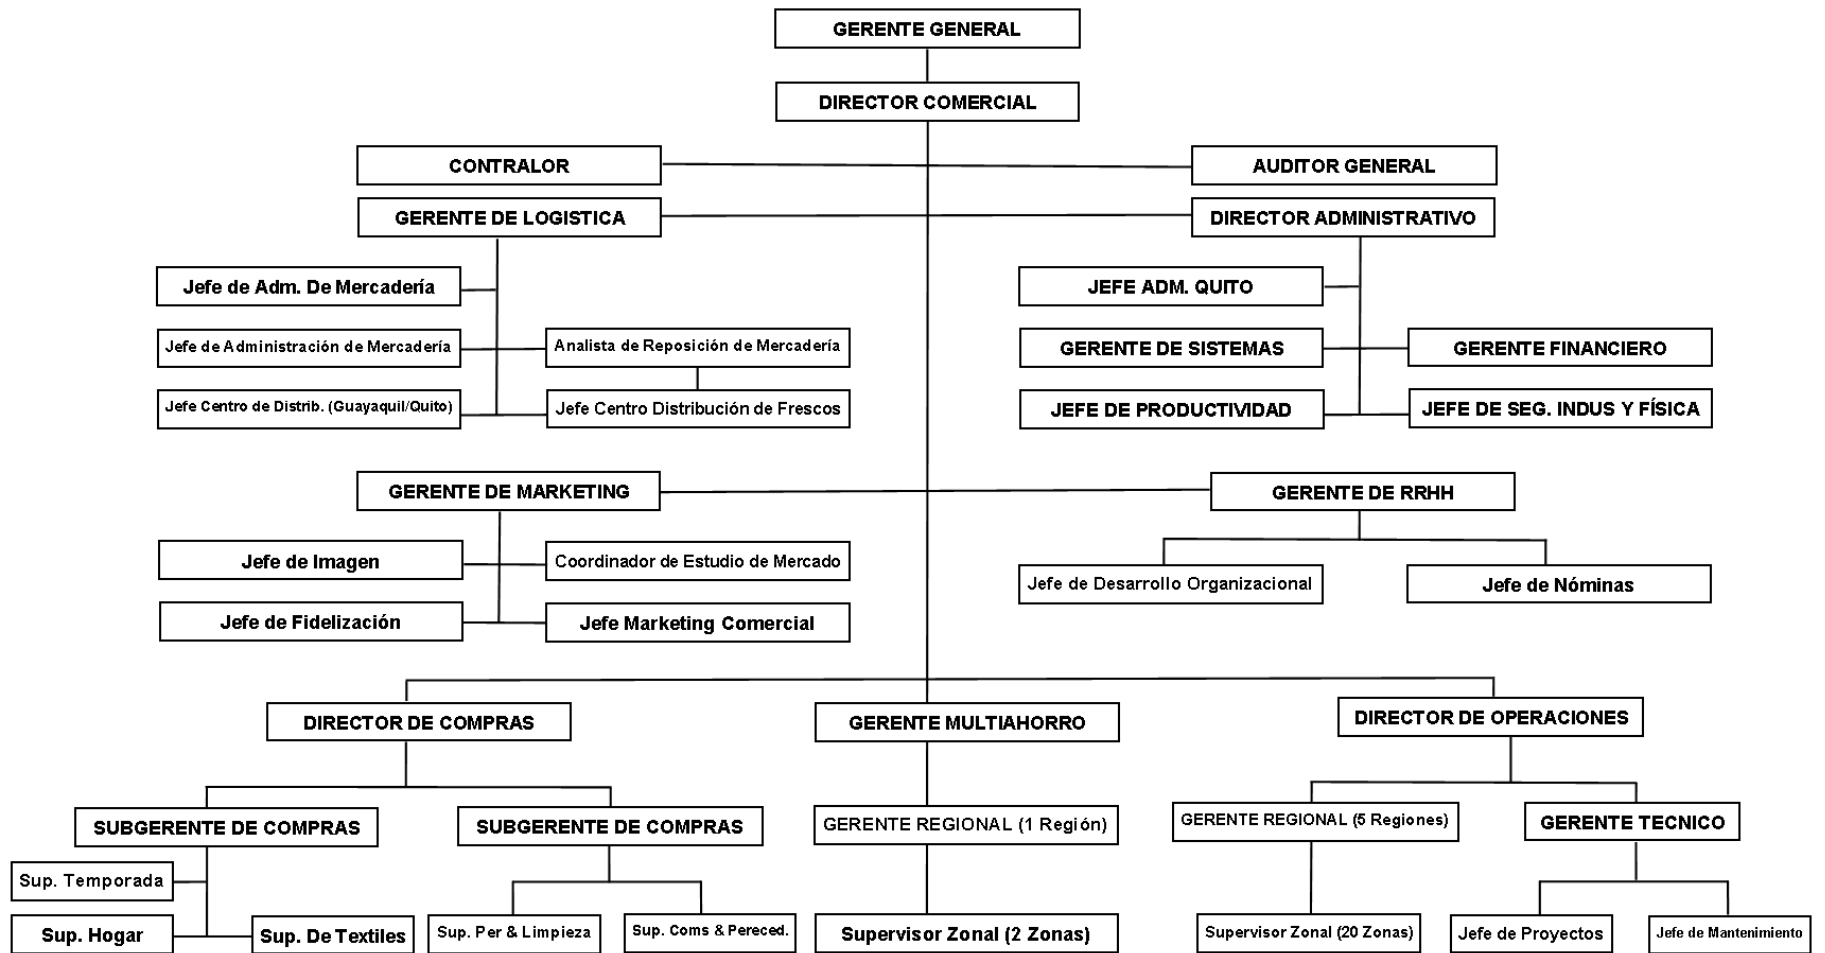 GERENTE GENERAL
DIRECTOR COMERCIAL
CONTRALOR
AUDITOR GENERAL
GERENTE DE LOGISTICA
DIRECTOR ADMINISTRATIVO
Jefe de Adm. De Mercadería
JEFE ADM. QUITO
Jefe de Administración de Mercadería
Analista de Reposición de Mercadería
GERENTE DE SISTEMAS
GERENTE FINANCIERO
Jefe Centro de Distrib. (Guayaquil/Quito)
Jefe Centro Distribución de Frescos
JEFE DE PRODUCTIVIDAD
JEFE DE SEG. INDUS Y FÍSICA
GERENTE DE MARKETING
GERENTE DE RRHH
Jefe de Imagen
Coordinador de Estudio de Mercado
Jefe de Desarrollo Organizacional
Jefe de Nóminas
Jefe de Fidelización
Jefe Marketing Comercial
DIRECTOR DE COMPRAS
GERENTE MULTIAHORRO
DIRECTOR DE OPERACIONES
SUBGERENTE DE COMPRAS
SUBGERENTE DE COMPRAS
GERENTE REGIONAL (1 Región)
GERENTE REGIONAL (5 Regiones)
GERENTE TECNICO
Sup. Temporada
Sup. Hogar
Sup. De Textiles
Sup. Per & Limpieza
Sup. Coms & Pereced.
Supervisor Zonal (2 Zonas)
Supervisor Zonal (20 Zonas)
Jefe de Proyectos
Jefe de Mantenimiento